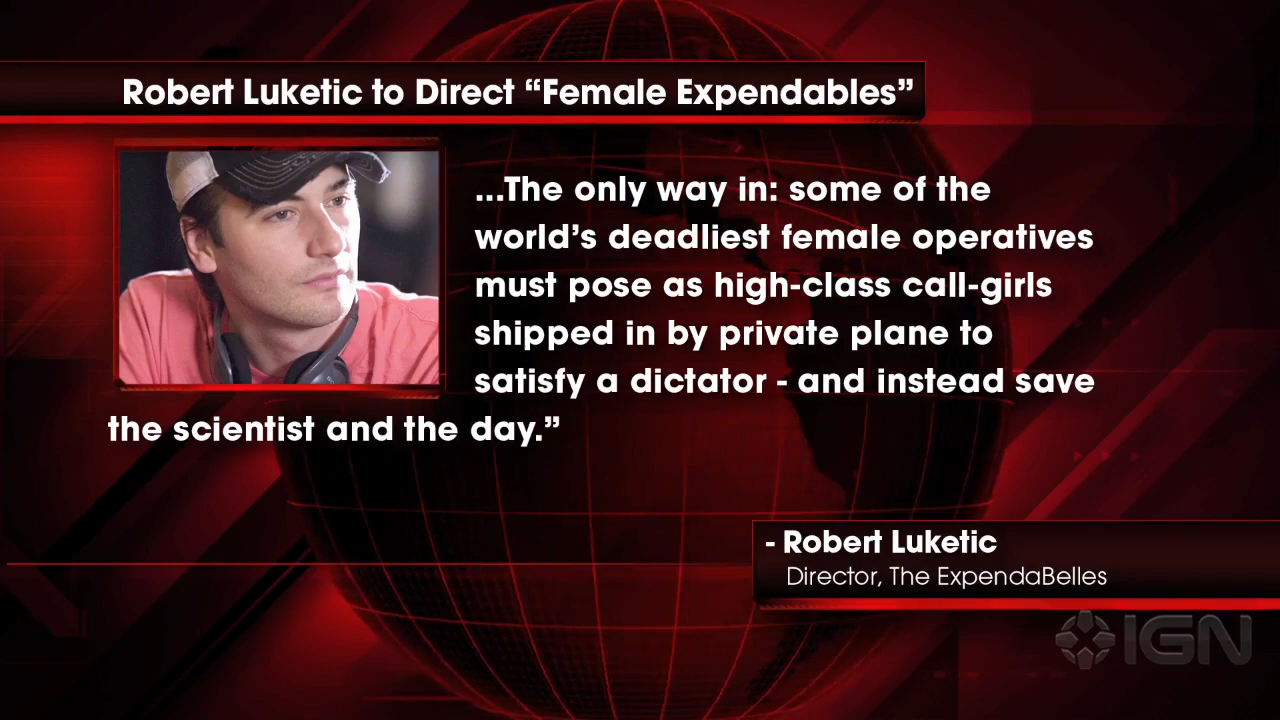 Robert Luketic to Direct “Female Expendables”
...The only way in: some of the
world’s deadliest female operatives
must pose as high-class call-girls
shipped in by private plane to
satisfy a dictator - and instead save
the scientist and the day.”
- Robert Luketic
Director, The ExpendaBelles
IGN